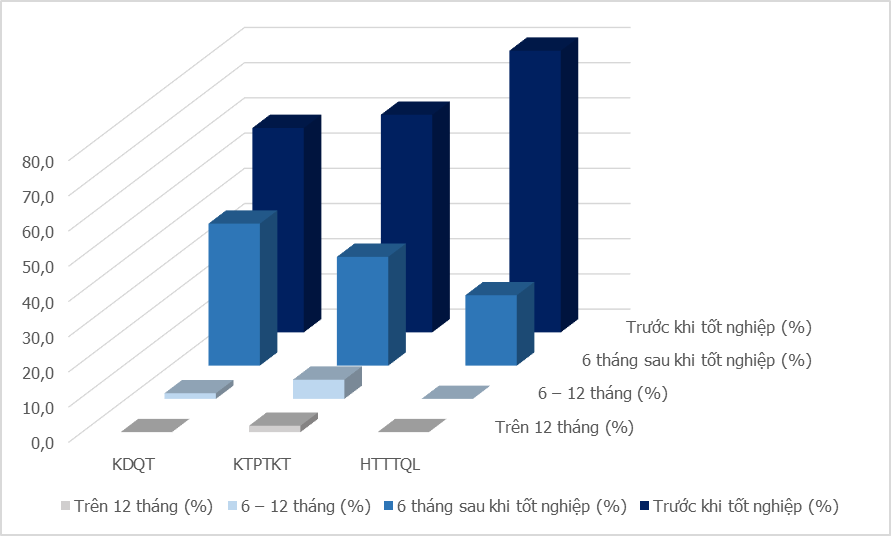 80,0
70,0
60,0
50,0
40,0
30,0
20,0
10,0
0,0
Trước khi tốt nghiệp (%)
6 tháng sau khi tốt nghiệp (%)
6 – 12 tháng (%)
Trên 12 tháng (%)
KDQT KTPTKT HTTTQL
Trên 12 tháng (%) 6 – 12 tháng (%) 6 tháng sau khi tốt nghiệp (%) Trước khi tốt nghiệp (%)